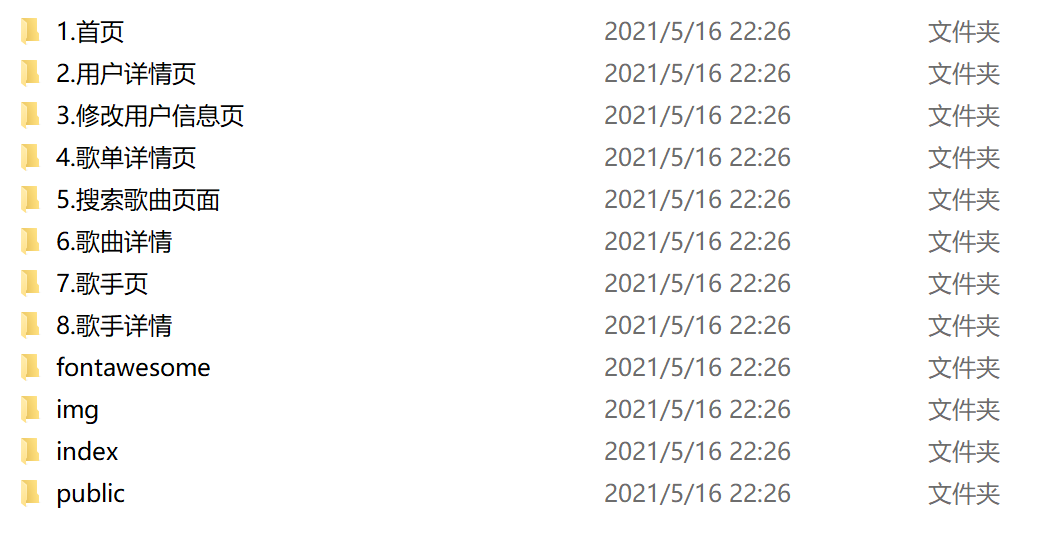 1.首页 2021/5/16 22:26 文件夹
2.用户详情页 2021/5/16 22:26 文件夹
3.修改用户信息页 2021/5/16 22:26 文件夹
4.歌单详情页 2021/5/16 22:26 文件夹
5.搜索歌曲页面 2021/5/16 22:26 文件夹
6.歌曲详情 2021/5/16 22:26 文件夹
7.歌手页 2021/5/16 22:26 文件夹
8.歌手详情 2021/5/16 22:26 文件夹
fontawesome 2021/5/16 22:26 文件夹
img 2021/5/16 22:26 文件夹
index 2021/5/16 22:26 文件夹
public 2021/5/16 22:26 文件夹